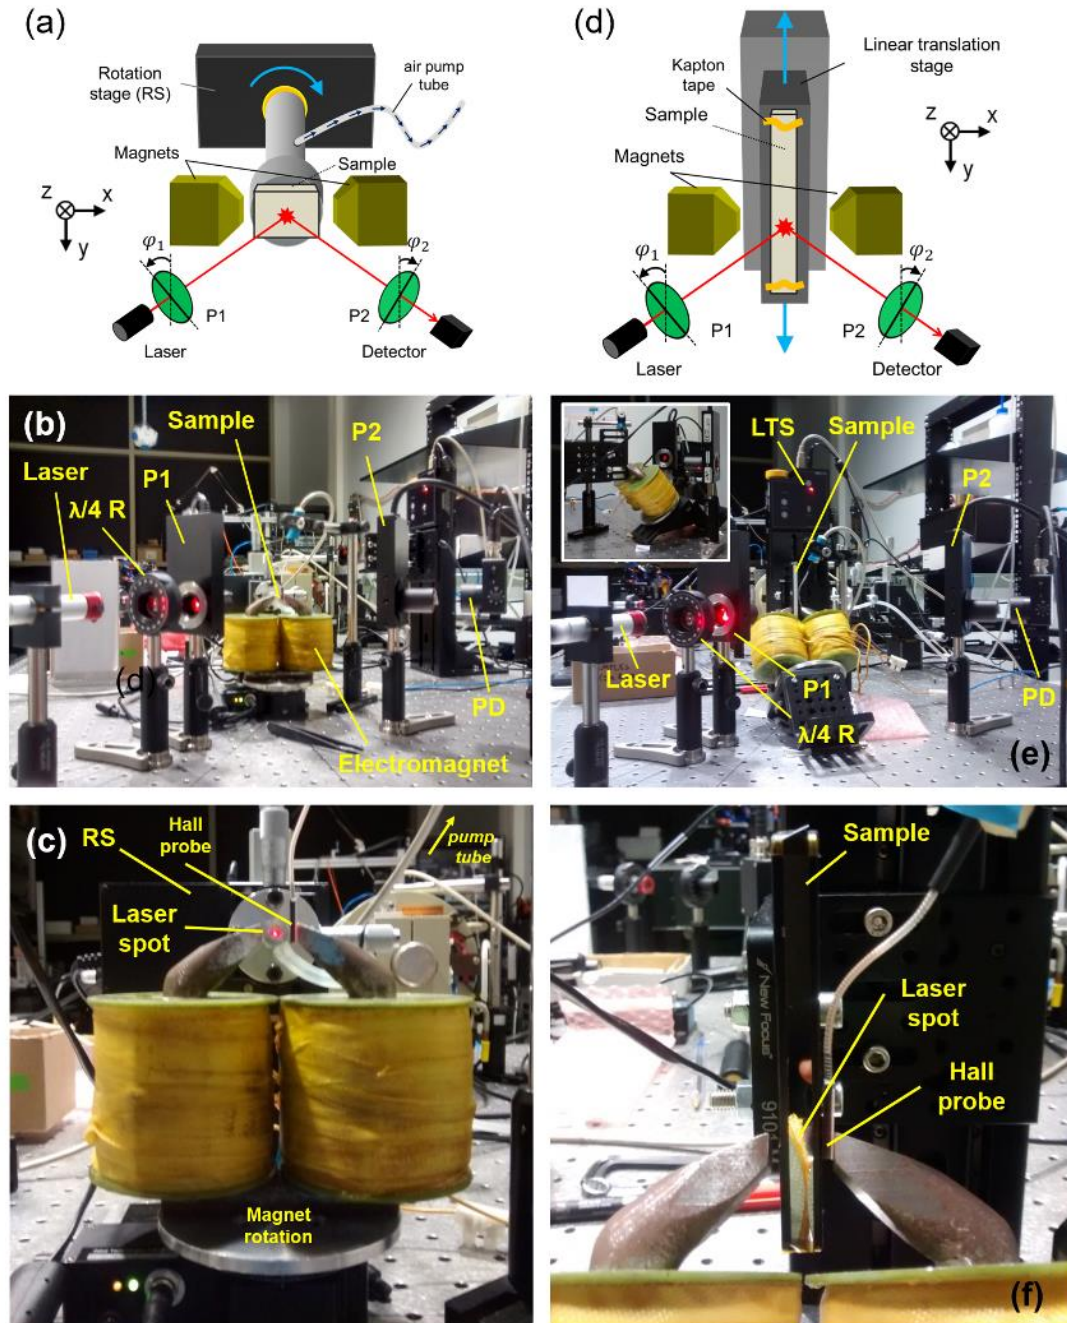 (a)
Rotation
stage (RS)
air pump
tube
Sample
Magnets
z
x
y
φ1
φ2
P1
P2
Laser
Detector
(d)
Linear translation
stage
Kapton
tape
Sample
Magnets
z
x
y
φ1
φ2
P1
P2
Laser
Detector
(b)
Sample
P2
Laser
P1
λ/4 R
(d)
PD
Electromagnet
LTS
Sample
P2
Laser
P1
λ/4 R
PD
(e)
(c)
RS
Hall
probe
pump
tube
Laser
spot
Magnet
rotation
Sample
New Focus
Laser
spot
Hall
probe
(f)